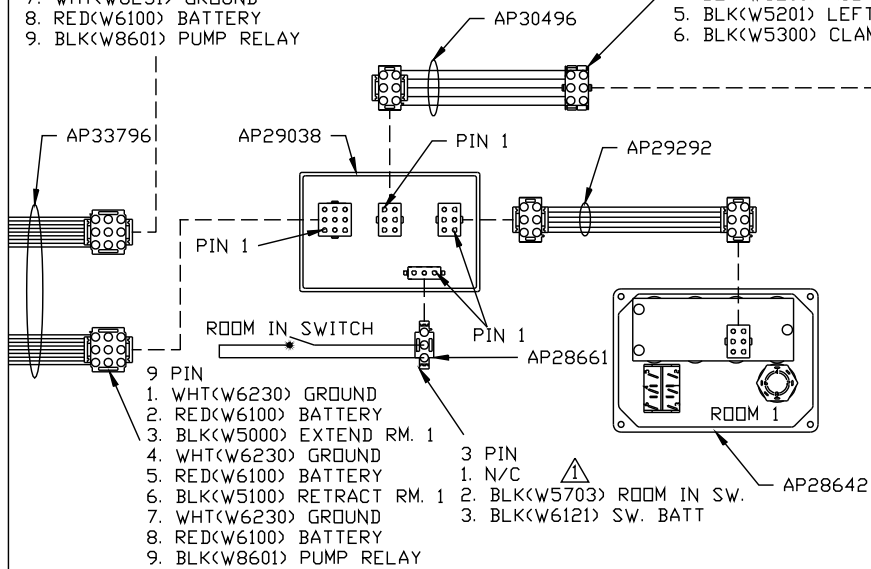 8. RED(W6100) BATTERY
9. BLK(W8601) PUMP RELAY
AP30496
5. BLK(W5201) LEFT
6. BLK(W5300)
AP33796
AP29038
PIN 1
AP29292
PIN 1
ROOM IN SWITCH
PIN 1
AP28661
ROOM 1
AP28642
9 PIN
1. WHT(W6230) GROUND
2. RED(W6100) BATTERY
3. BLK(W5000) EXTEND RM. 1
4. WHT(W6230) GROUND
5. RED(W6100) BATTERY
6. BLK(W5100) RETRACT RM. 1
7. WHT(W6230) GROUND
8. RED(W6100) BATTERY
9. BLK(W8601) PUMP RELAY
3 PIN
1. N/C
1
2. BLK(W5703) ROOM IN SW.
3. BLK(W6121) SW. BATT